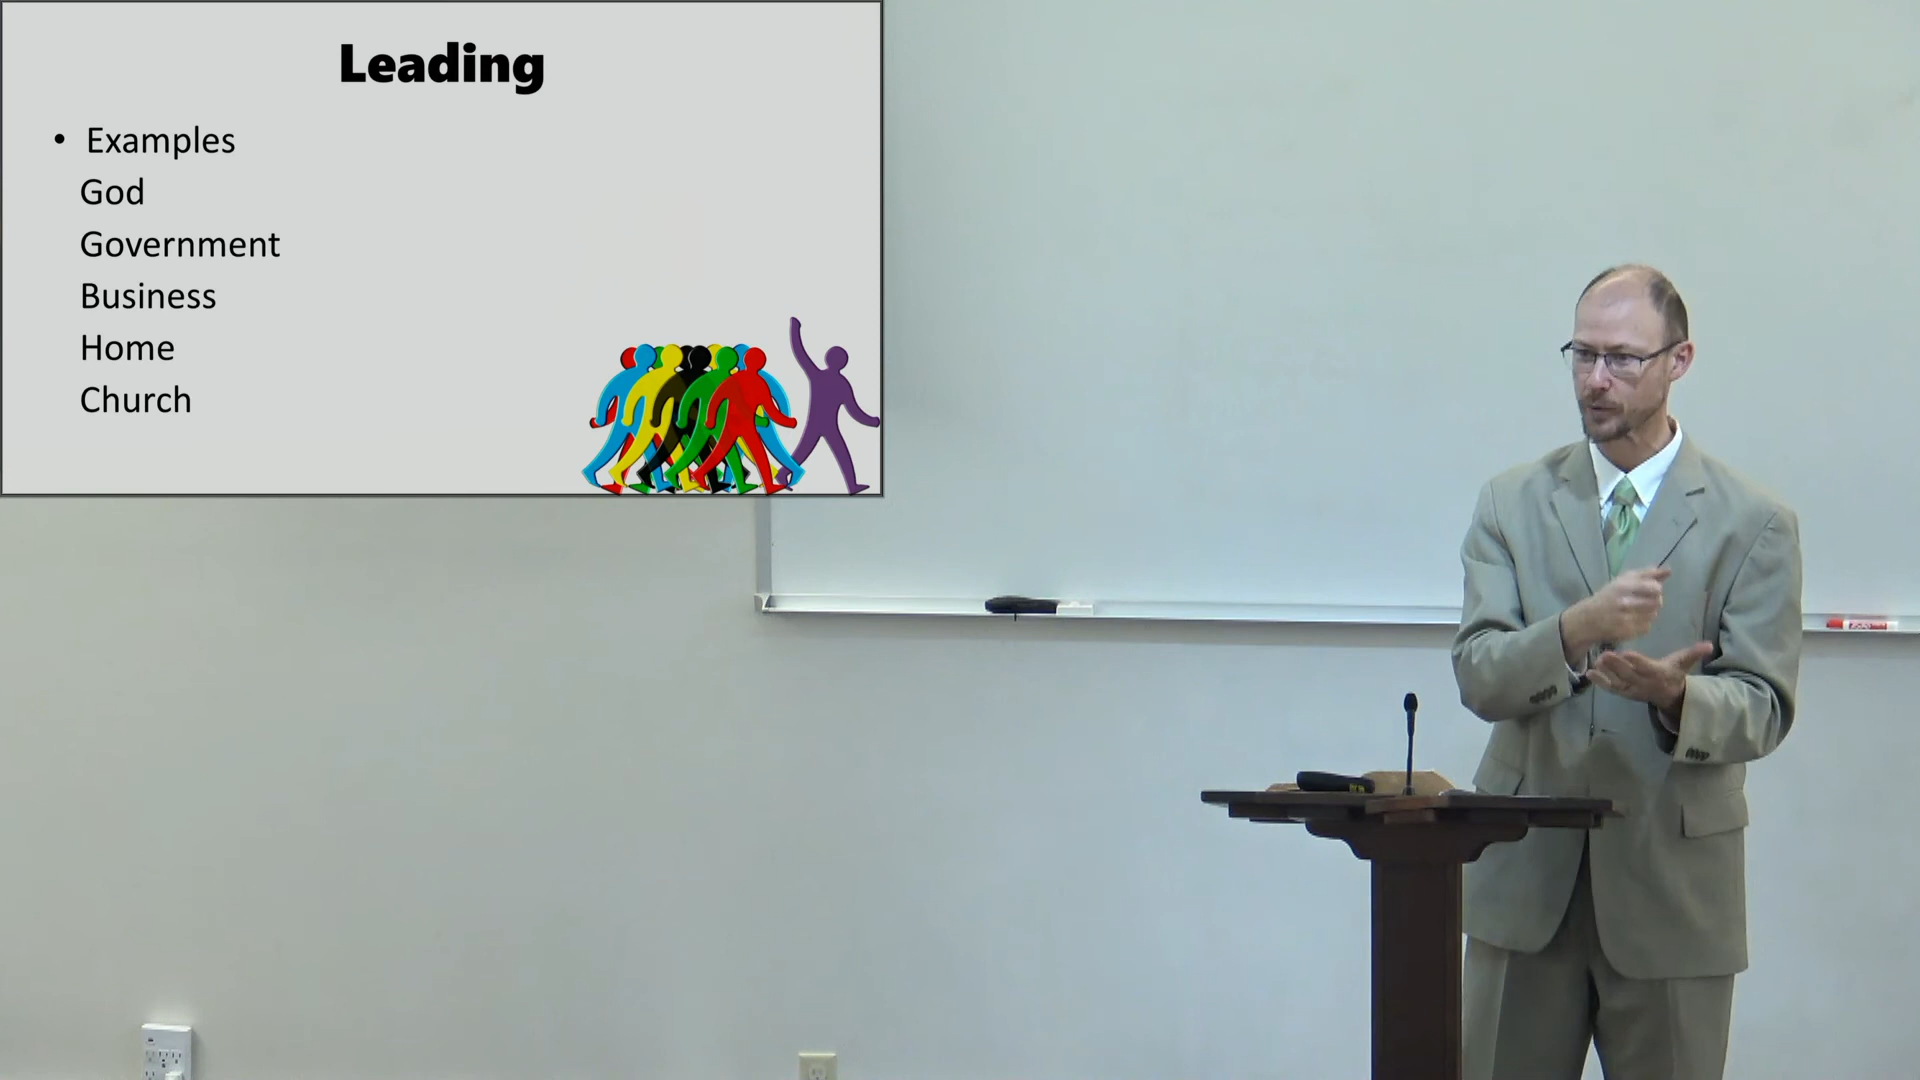 Leading
• Examples
God
Government
Business
Home
Church